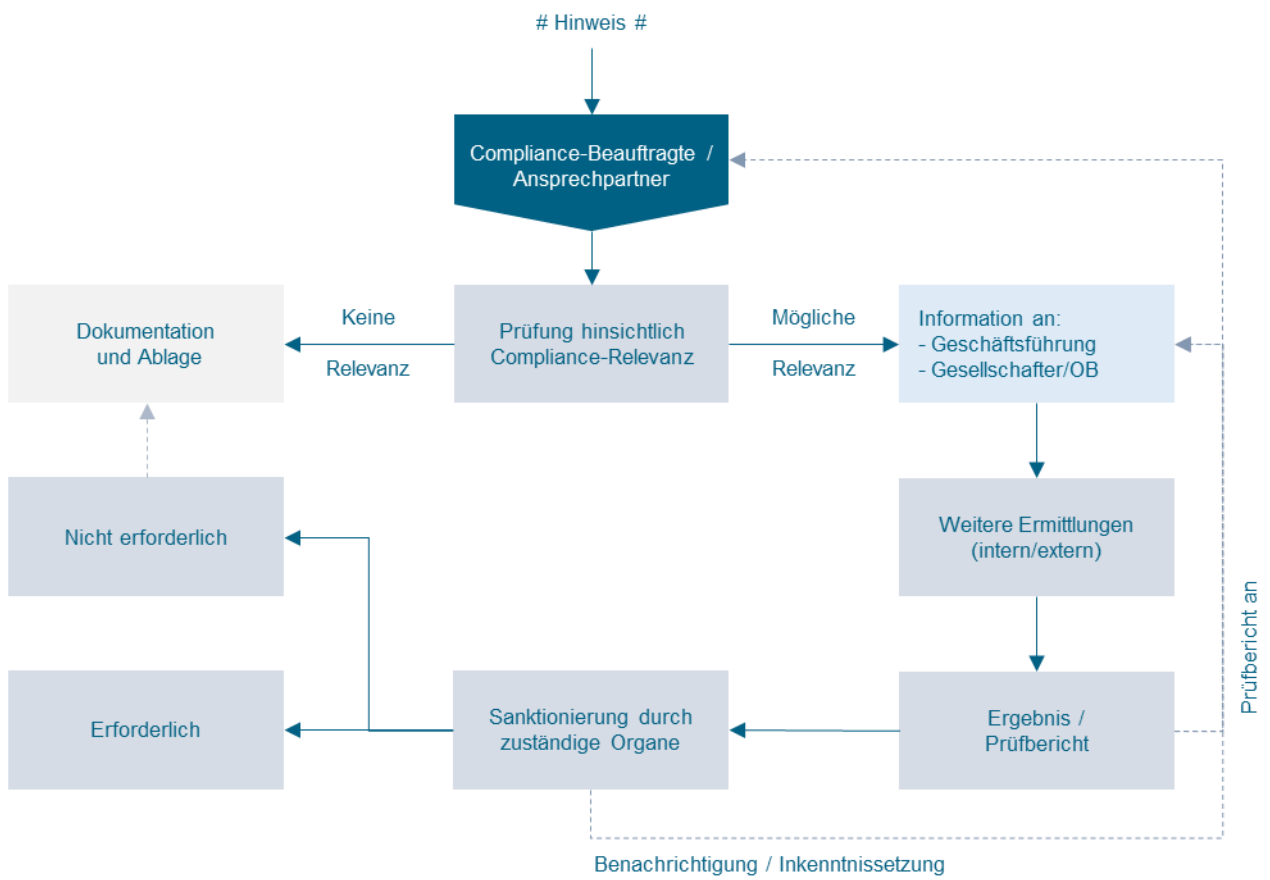 # Hinweis #
Compliance-Beauftragte /
Ansprechpartner
Dokumentation
und Ablage
Keine
Relevanz
Prüfung hinsichtlich
Compliance-Relevanz
Mögliche
Relevanz
Information an:
- Geschäftsführung
- Gesellschafter/OB
Nicht erforderlich
Weitere Ermittlungen
(intern/extern)
Prüfbericht an
Erforderlich
Sanktionierung durch
zuständige Organe
Ergebnis /
Prüfbericht
Benachrichtigung / Inkenntnissetzung